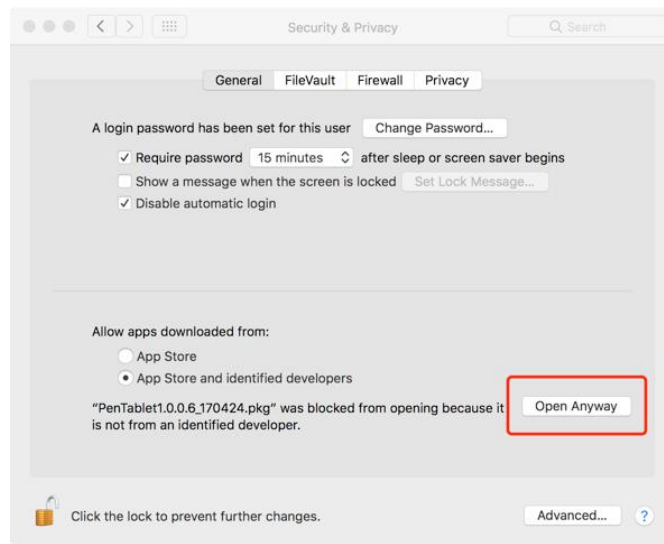 Security & Privacy
Search
General FileVault Firewall Privacy
A login password has been set for this user Change Password...
Require password 15 minutes after sleep or screen saver begins
Show a message when the screen is locked Set Lock Message...
Disable automatic login
Allow apps downloaded from:
App Store
App Store and identified developers
“PenTablet1.0.0.6_170424.pkg” was blocked from opening because it
is not from an identified developer.
Open Anyway
Click the lock to prevent further changes.
Advanced... ?